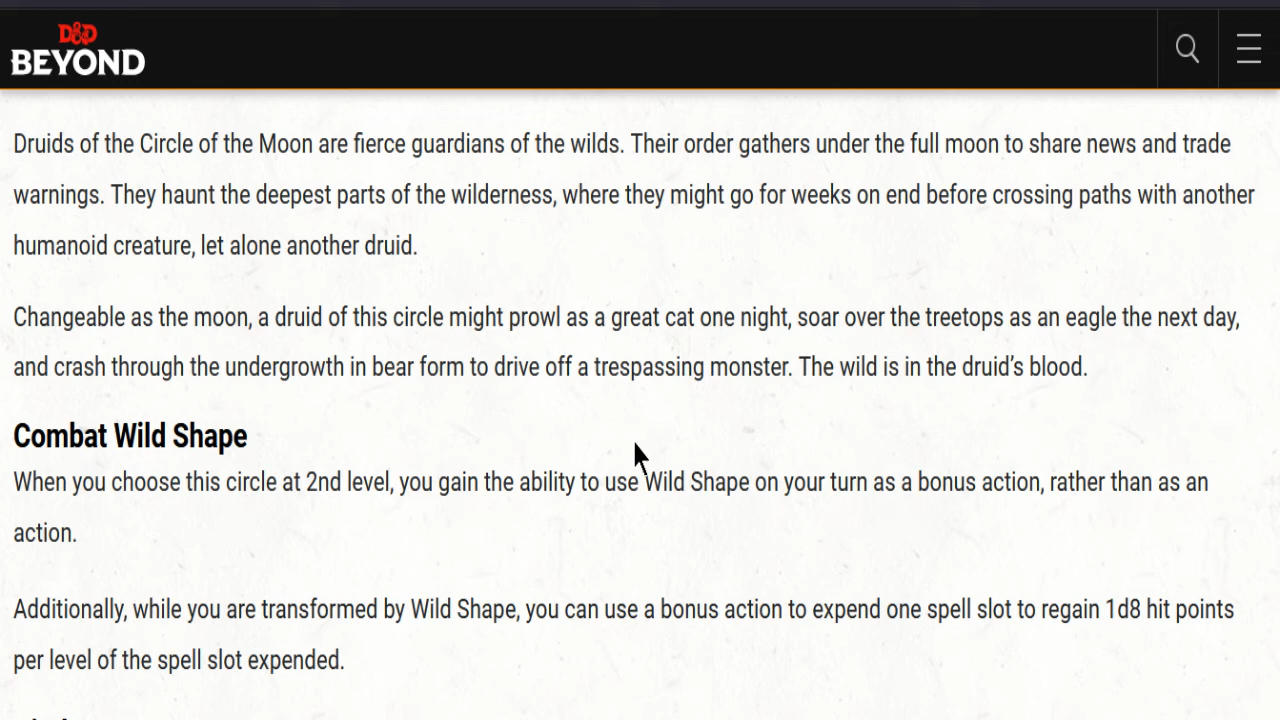 D&D
BEYOND
Druids of the Circle of the Moon are fierce guardians of the wilds. Their order gathers under the full moon to share news and trade
warnings. They haunt the deepest parts of the wilderness, where they might go for weeks on end before crossing paths with another
humanoid creature, let alone another druid.
Changeable as the moon, a druid of this circle might prowl as a great cat one night, soar over the treetops as an eagle the next day,
and crash through the undergrowth in bear form to drive off a trespassing monster. The wild is in the druid’s blood.
Combat Wild Shape
When you choose this circle at 2nd level, you gain the ability to use Wild Shape on your turn as a bonus action, rather than as an
action.
Additionally, while you are transformed by Wild Shape, you can use a bonus action to expend one spell slot to regain 1d8 hit points
per level of the spell slot expended.